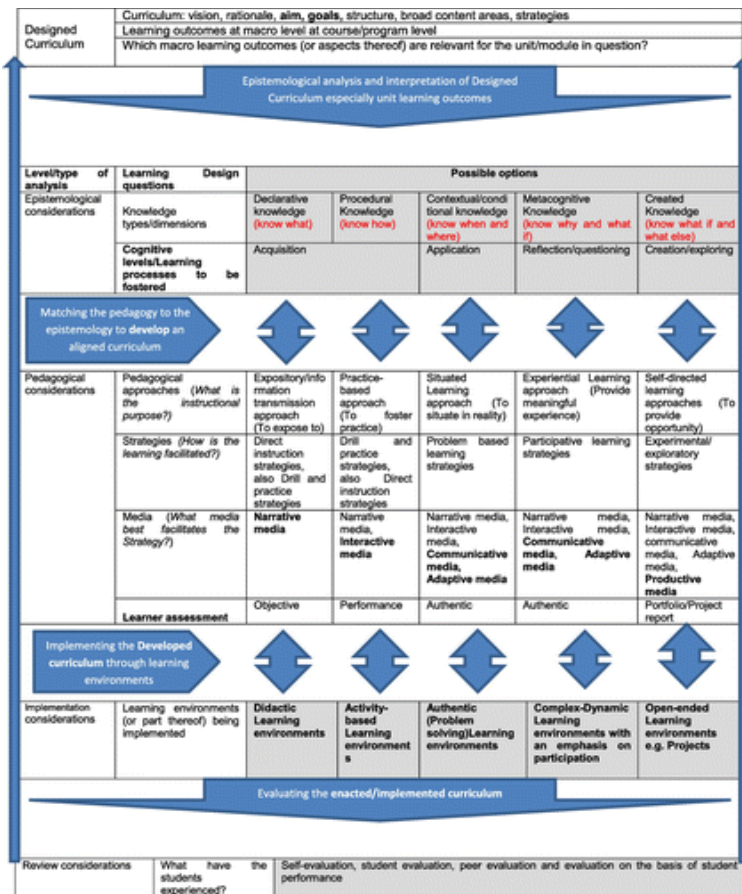 Designed
Curriculum
Curriculum: vision, rationale, aim, goals, structure, broad content areas, strategies
Learning outcomes at macro level at course/program level
Which macro learning outcomes (or aspects thereof) are relevant for the unit/module in question?
Epistemological analysis and interpretation of Designed
Curriculum especially unit learning outcomes
Level/type of
analysis
Learning Design
questions
Possible options
Epistemological
considerations
Knowledge
types/dimensions
Declarative
knowledge
(know what)
Procedural
Knowledge
(know how)
Contextual/condi
tional knowledge
(know when and
where)
Metacognitive
Knowledge
(know why and what
if)
Created
Knowledge
(know what if and
what else)
Cognitive
levels/Learning
processes to be
fostered
Acquisition
Application
Reflection/questioning
Creation/exploring
Matching the pedagogy to the
epistemology to develop an
aligned curriculum
Pedagogical
considerations
Pedagogical
approaches (What is
the instructional
purpose?)
Expository/info
rmation
transmission
approach
(To expose to)
Practice-
based
approach
(To foster
practice)
Situated
Learning
approach (To
situate in reality)
Experiential Learning
approach (Provide
meaningful
experience)
Self-directed
learning
approaches (To
provide
opportunity)
Strategies (How is
the learning facilitated?)
Direct
instruction
strategies,
also Drill and
practice
strategies
Drill and
practice
strategies,
also Direct
instruction
strategies
Problem based
learning
strategies
Participative learning
strategies
Experimental/
exploratory
strategies
Media (What media
best facilitates the
Strategy?)
Narrative
media
Narrative
media,
Interactive
media
Narrative media,
Interactive
media,
Communicative
media,
Adaptive media
Narrative media,
Interactive media,
Communicative
media, Adaptive
media
Narrative media,
Interactive media,
communicative
media, Adaptive
media,
Productive
media
Learner assessment
Objective
Performance
Authentic
Authentic
Portfolio/Project
report
Implementing the Developed
curriculum through learning
environments
Implementation
considerations
Learning environments
(or part thereof) being
implemented
Didactic
Learning
environments
Activity-
based
Learning
environment
s
Authentic
(Problem
solving)Learning
environments
Complex-Dynamic
Learning
environments with
an emphasis on
participation
Open-ended
Learning
environments
e.g. Projects
Evaluating the enacted/implemented curriculum
Review considerations
What have the
students
experienced?
Self-evaluation, student evaluation, peer evaluation and evaluation on the basis of student
performance